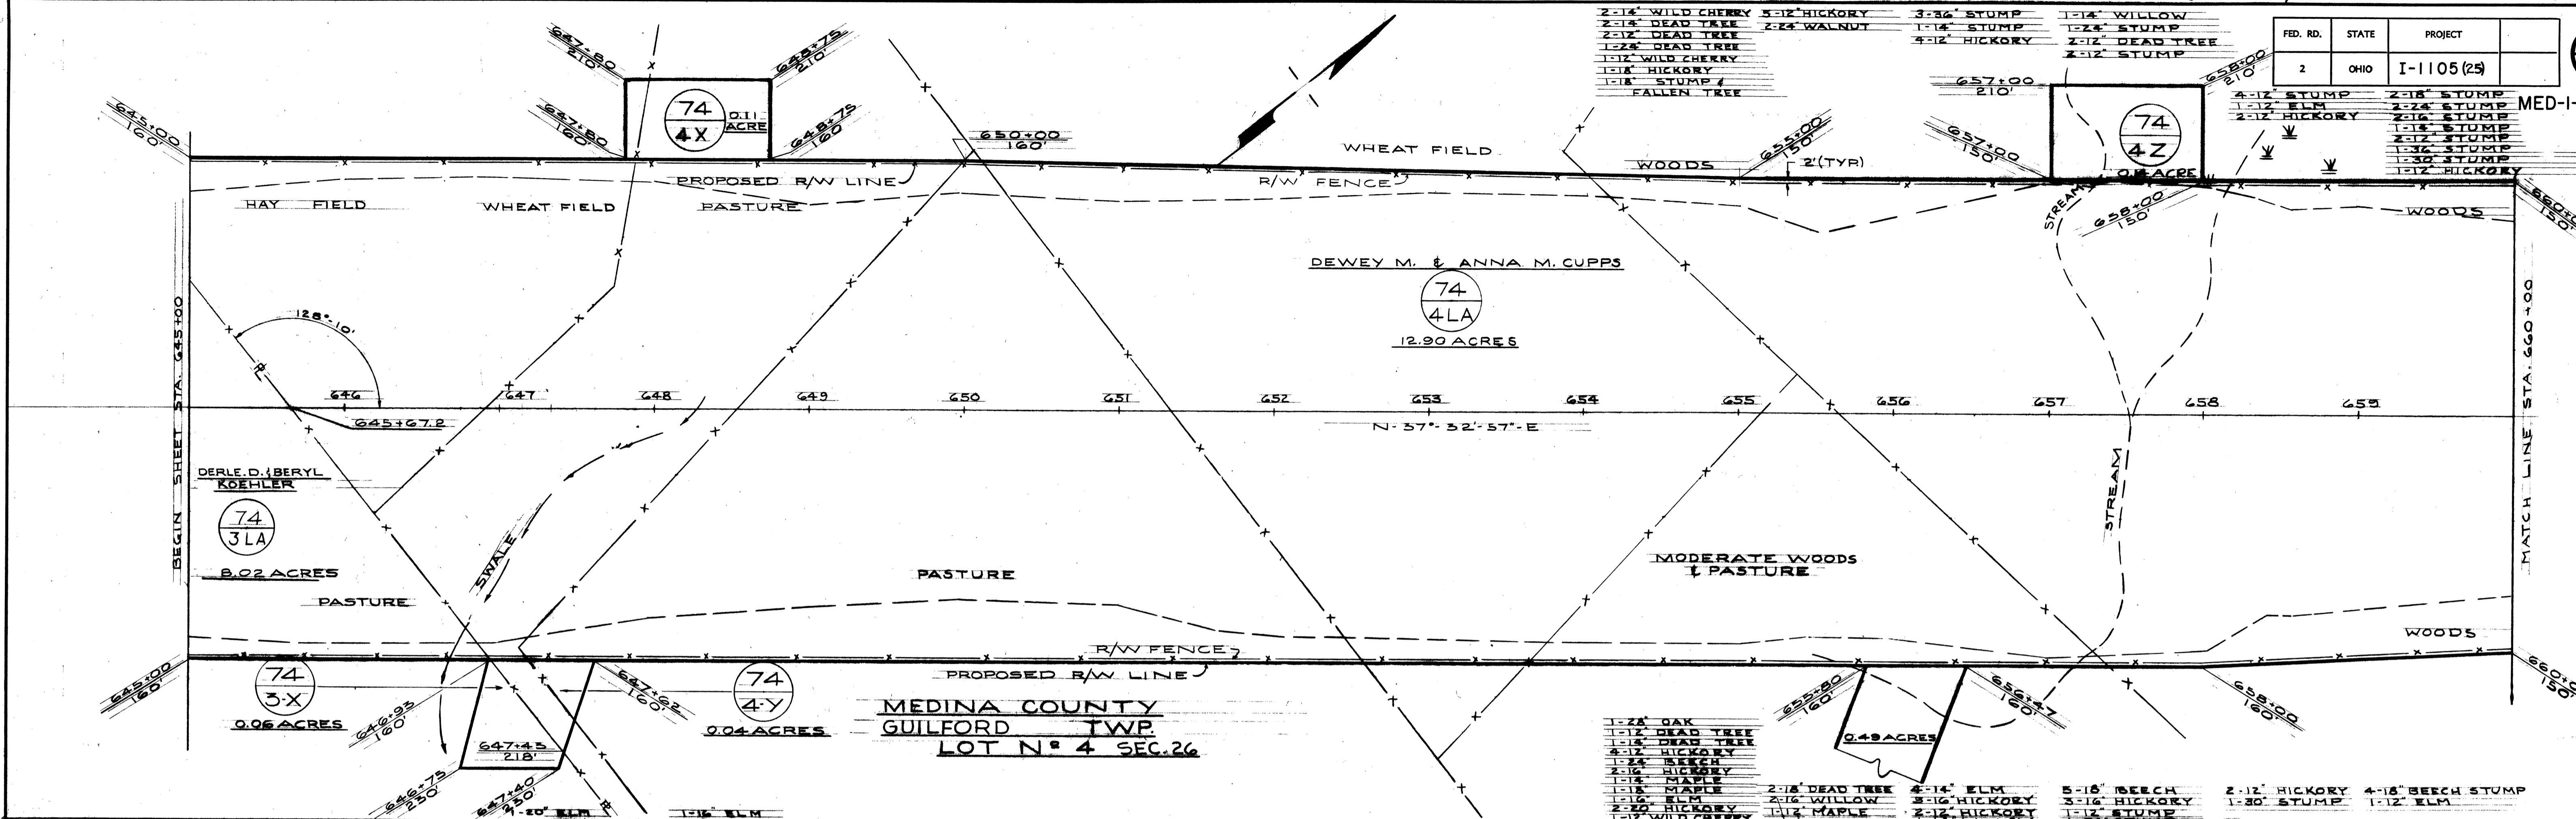 2-14" WILD CHERRY
2-14" DEAD TREE
2-12" DEAD TREE
1-24" DEAD TREE
1-12" WILD CHERRY
1-18" HICKORY
1-18" STUMP &
FALLEN TREE
5-12" HICKORY
2-24" WALNUT
3-36" STUMP
1-14" STUMP
4-12" HICKORY
1-14" WILLOW
1-24" STUMP
2-12" DEAD TREE
2-12" STUMP
FED. RD. STATE PROJECT
2 OHIO I-1105 (25)
MED-1-
4-12" STUMP
1-12" ELM
2-12" HICKORY
2-18" STUMP
2-24" STUMP
2-16" STUMP
1-14" STUMP
2-12" STUMP
1-36" STUMP
1-30" STUMP
1-12" HICKORY
647+80
210'
648+75
210'
645+00
160'
647+80
160'
74
4X
0.11
ACRE
648+75
160'
650+00
160'
657+00
210'
658+00
210'
655+00
150'
657+00
150'
74
4Z
ACRE
658+00
150'
660+0
150'
WHEAT FIELD
WOODS
2' (TYP)
PROPOSED R/W LINE
R/W FENCE
HAY FIELD
WHEAT FIELD
PASTURE
STREAM
WOODS
DEWEY M. & ANNA M. CUPPS
74
4LA
12.90 ACRES
BEGIN SHEET STA. 645+00
128°-10'
646 647 648 649 650 651 652 653 654 655 656 657 658 659
645+67.2
N-37°-32'-57"-E
MATCH LINE STA. 660+00
DERLE.D.&BERYL
KOEHLER
74
3LA
8.02 ACRES
PASTURE
SWALE
PASTURE
MODERATE WOODS
& PASTURE
STREAM
WOODS
R/W FENCE
PROPOSED R/W LINE
645+00
160'
74
3-X
0.06 ACRES
646+93
160'
647+62
160'
74
4-Y
0.04 ACRES
647+45
218'
646+75
230'
647+40
230'
1-20" ELM
1-16" ELM
MEDINA COUNTY
GUILFORD TWP.
LOT Nº 4 SEC. 26
655+80
160'
656+47
160'
658+00
160'
660+0
150'
0.49 ACRES
1-28" OAK
1-12" DEAD TREE
1-14" DEAD TREE
4-12" HICKORY
1-24" BEECH
2-16" HICKORY
1-14" MAPLE
1-18" MAPLE
1-16" ELM
2-20" HICKORY
1-12" WILD CHERRY
2-18" DEAD TREE
2-16" WILLOW
1-12" MAPLE
4-14" ELM
3-16" HICKORY
2-12" HICKORY
5-18" BEECH
3-16" HICKORY
1-12" STUMP
2-12" HICKORY
1-30" STUMP
4-18" BEECH STUMP
1-12" ELM